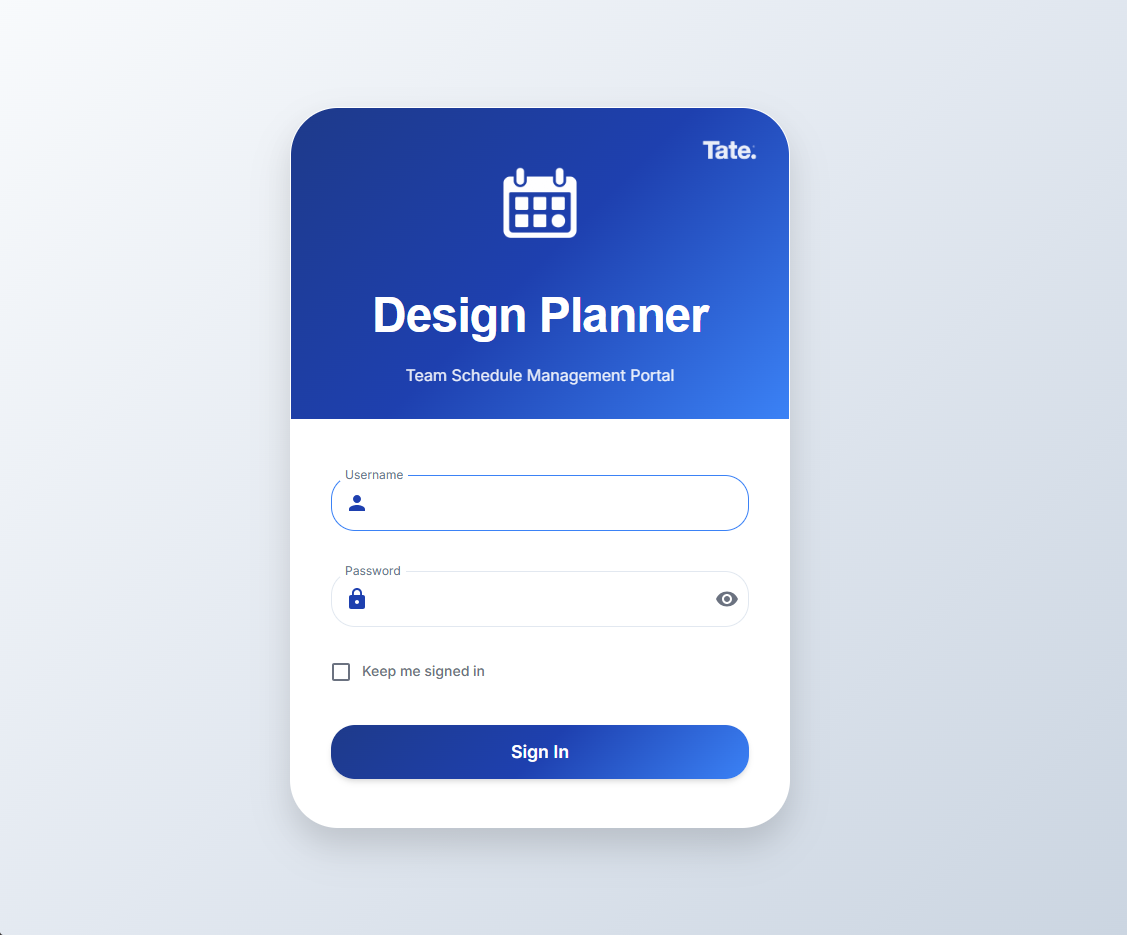 Tate.
Design Planner
Team Schedule Management Portal
Username
Password
Keep me signed in
Sign In